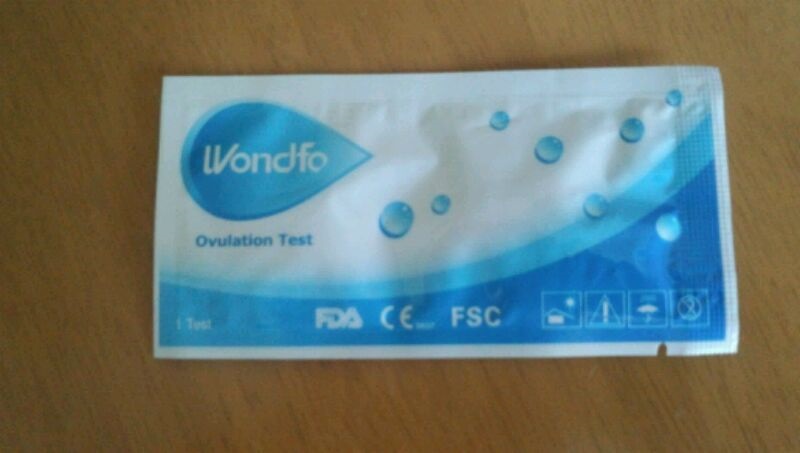 Wondfo
Ovulation Test
1 Test
FDA CE FSC